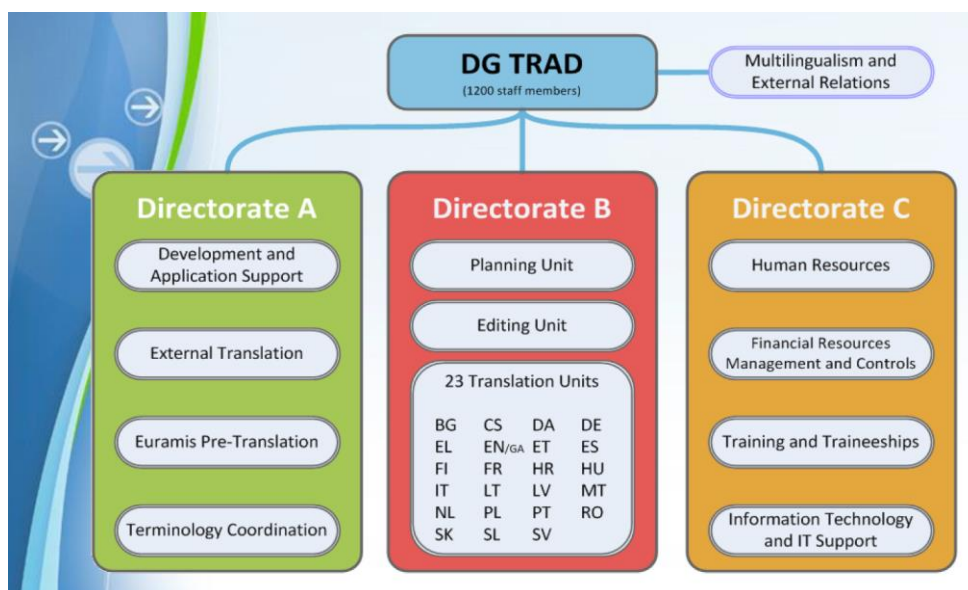 DG TRAD
(1200 staff members)
Multilingualism and
External Relations
Directorate A
Development and
Application Support
External Translation
Euramis Pre-Translation
Terminology Coordination
Directorate B
Planning Unit
Editing Unit
23 Translation Units
BG CS DA DE
EL EN/GA ET ES
FI FR HR HU
IT LT LV MT
NL PL PT RO
SK SL SV
Directorate C
Human Resources
Financial Resources
Management and Controls
Training and Traineeships
Information Technology
and IT Support